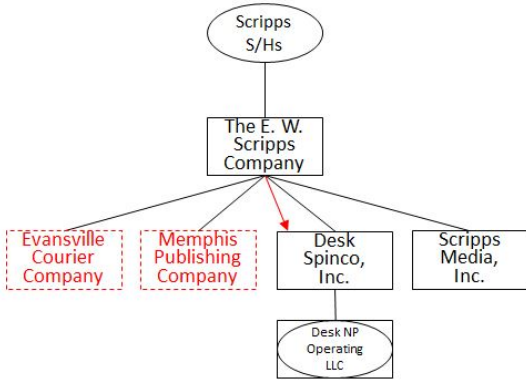 Scripps
S/Hs
The E. W.
Scripps
Company
Evansville
Courier
Company
Memphis
Publishing
Company
Desk
Spinco,
Inc.
Scripps
Media,
Inc.
Desk NP
Operating
LLC